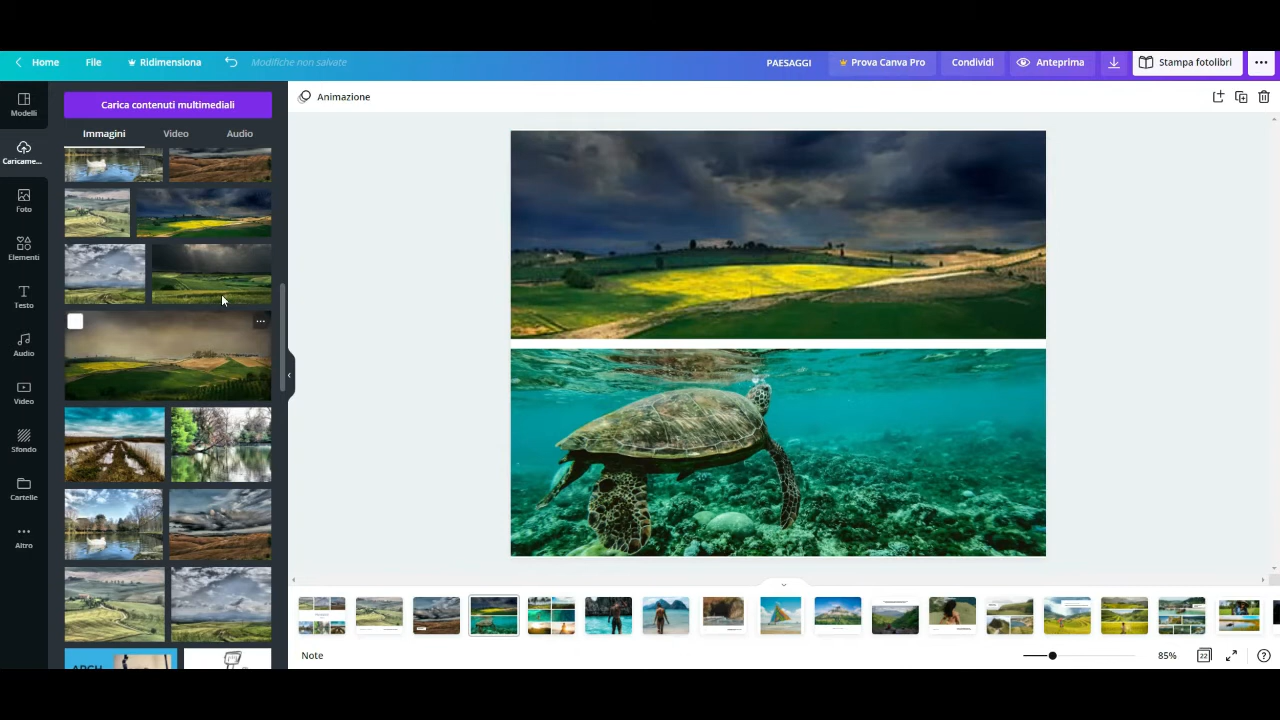 Home File Ridimensiona Modifiche non salvate PAESAGGI Prova Canva Pro Condividi Anteprima Stampa fotolibri
Modelli
Caricame...
Foto
Elementi
Testo
Audio
Video
Sfondo
Cartelle
Altro
Carica contenuti multimediali
Immagini Video Audio
ARCH
Animazione
Note
85%
22